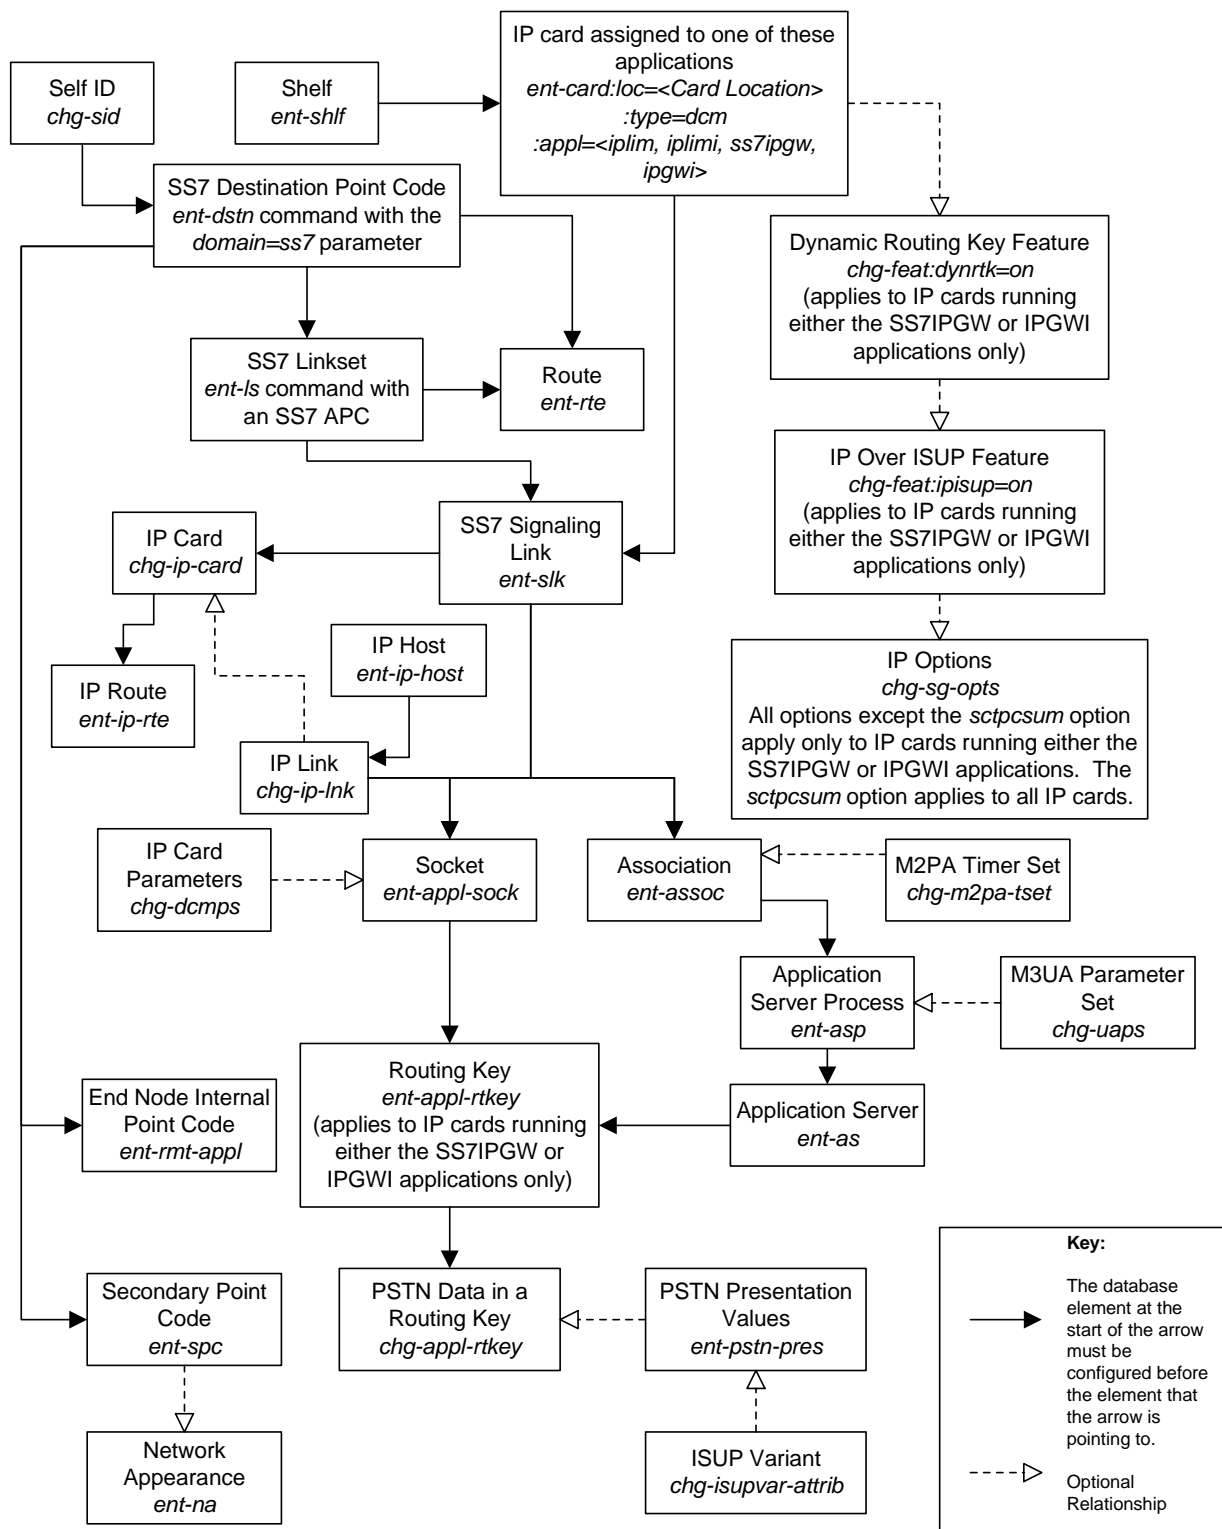 Self ID
chg-sid
Shelf
ent-shlf
IP card assigned to one of these
applications
ent-card:loc=<Card Location>
:type=dcm
:appl=<iplim, iplimi, ss7ipgw,
ipgwi>
SS7 Destination Point Code
ent-dstn command with the
domain=ss7 parameter
Dynamic Routing Key Feature
chg-feat:dynrtk=on
(applies to IP cards running
either the SS7IPGW or IPGWI
applications only)
SS7 Linkset
ent-ls command with
an SS7 APC
Route
ent-rte
IP Over ISUP Feature
chg-feat:ipisup=on
(applies to IP cards running
either the SS7IPGW or IPGWI
applications only)
SS7 Signaling
Link
ent-slk
IP Card
chg-ip-card
IP Host
ent-ip-host
IP Route
ent-ip-rte
IP Link
chg-ip-lnk
IP Options
chg-sg-opts
All options except the sctpcsum option
apply only to IP cards running either the
SS7IPGW or IPGWI applications. The
sctpcsum option applies to all IP cards.
IP Card
Parameters
chg-dcmps
Socket
ent-appl-sock
Association
ent-assoc
M2PA Timer Set
chg-m2pa-tset
Application
Server Process
ent-asp
M3UA Parameter
Set
chg-uaps
Routing Key
ent-appl-rtkey
(applies to IP cards running
either the SS7IPGW or
IPGWI applications only)
End Node Internal
Point Code
ent-rmt-appl
Application Server
ent-as
Secondary Point
Code
ent-spc
PSTN Data in a
Routing Key
chg-appl-rtkey
PSTN Presentation
Values
ent-pstn-pres
Network
Appearance
ent-na
ISUP Variant
chg-isupvar-attrib
Key:
The database
element at the
start of the arrow
must be
configured before
the element that
the arrow is
pointing to.
Optional
Relationship